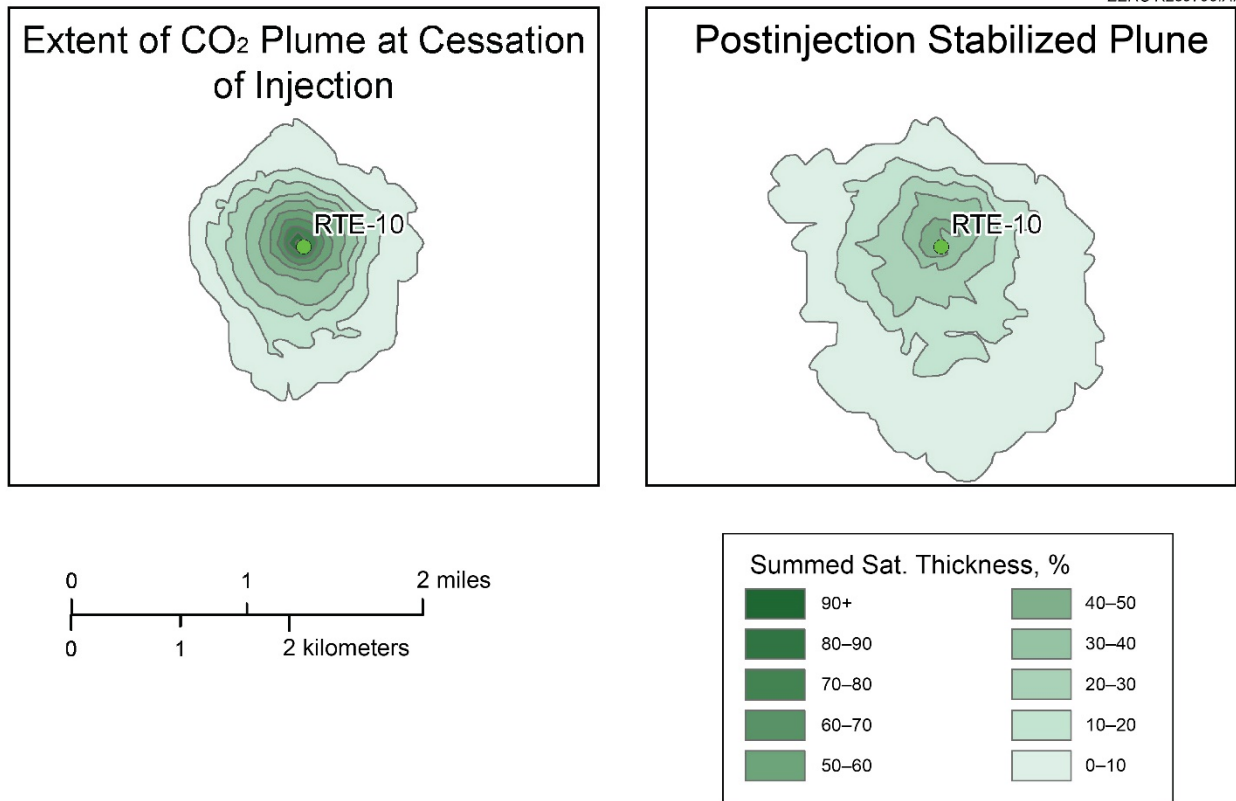 Extent of CO₂ Plume at Cessation
of Injection
RTE-10
Postinjection Stabilized Plune
RTE-10
0 1 2 miles
0 1 2 kilometers
Summed Sat. Thickness, %
90+
80–90
70–80
60–70
50–60
40–50
30–40
20–30
10–20
0–10